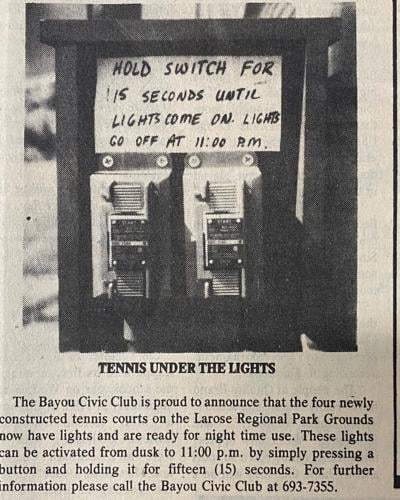 HOLD SWITCH FOR
15 SECONDS UNTIL
LIGHTS COME ON. LIGHTS
GO OFF AT 11:00 P.M.
START
START
TENNIS UNDER THE LIGHTS
The Bayou Civic Club is proud to announce that the four newly
constructed tennis courts on the Larose Regional Park Grounds
now have lights and are ready for night time use. These lights
can be activated from dusk to 11:00 p.m. by simply pressing a
button and holding it for fifteen (15) seconds. For further
information please call the Bayou Civic Club at 693-7355.